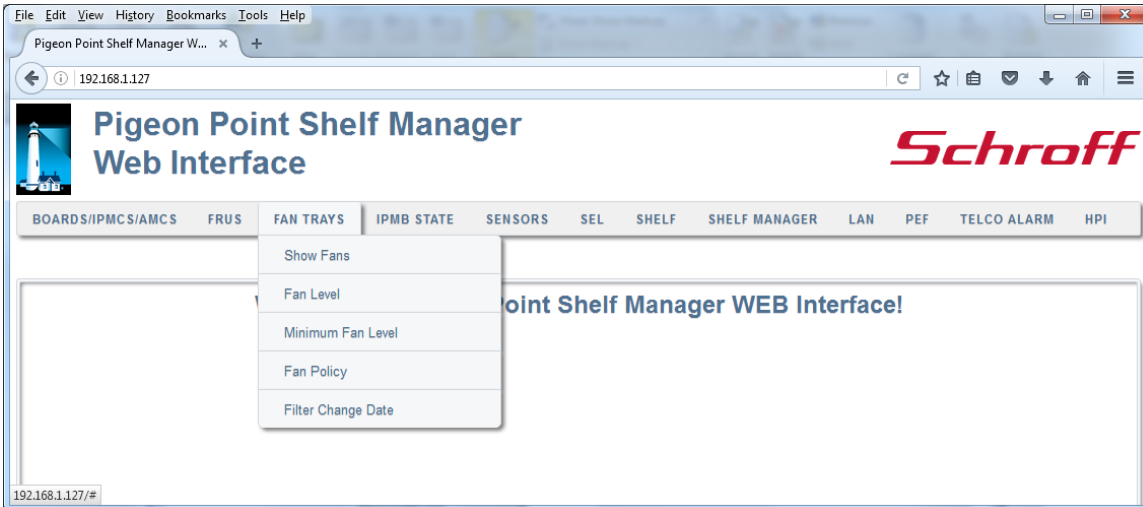 File Edit View History Bookmarks Tools Help
Pigeon Point Shelf Manager W... × +
192.168.1.127
Pigeon Point Shelf Manager
Web Interface
Schroff
BOARDS/IPMCS/AMCS FRUS FAN TRAYS IPMB STATE SENSORS SEL SHELF SHELF MANAGER LAN PEF TELCO ALARM HPI
Show Fans
Fan Level
oint Shelf Manager WEB Interface!
Minimum Fan Level
Fan Policy
Filter Change Date
192.168.1.127/#